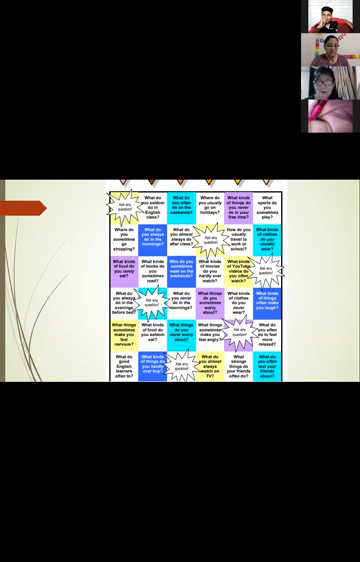 Ask any question!
What do you seldom do in English class?
What do you often do on the weekends?
Where do you usually go on holidays?
What kinds of things do you never do in your free time?
What sports do you sometimes play?
Where do you sometimes go shopping?
What do you always do in the mornings?
What do you almost always do after class?
Ask any question!
How do you usually travel to work or school?
What kinds of clothes do you usually wear?
What kinds of food do you rarely eat?
What kinds of books do you sometimes read?
Who do you sometimes meet on the weekends?
What kinds of movies do you hardly ever watch?
What kinds of YouTube videos do you often watch?
Ask any question!
What do you always do in the evenings before bed?
Ask any question!
What do you never do in the mornings?
What things do you sometimes worry about?
What kinds of clothes do you never wear?
What kinds of things often make you laugh?
What things sometimes make you feel nervous?
What kinds of food do you seldom eat?
What things do you never worry about?
What things make you feel angry?
Ask any question!
What do you often do to feel more relaxed?
What do good English learners often do?
What kinds of things do you hardly ever buy?
Ask any question!
What do you almost always watch on TV?
What strange things do your friends often do?
What do you often text your friends about?